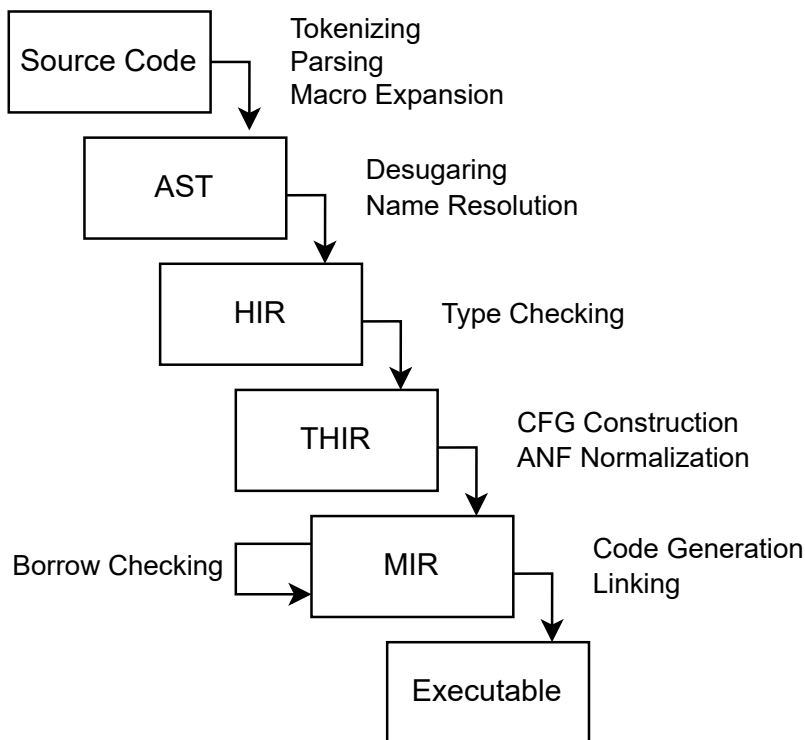 Source Code
Tokenizing
Parsing
Macro Expansion
AST
Desugaring
Name Resolution
HIR
Type Checking
THIR
CFG Construction
ANF Normalization
Borrow Checking
MIR
Code Generation
Linking
Executable